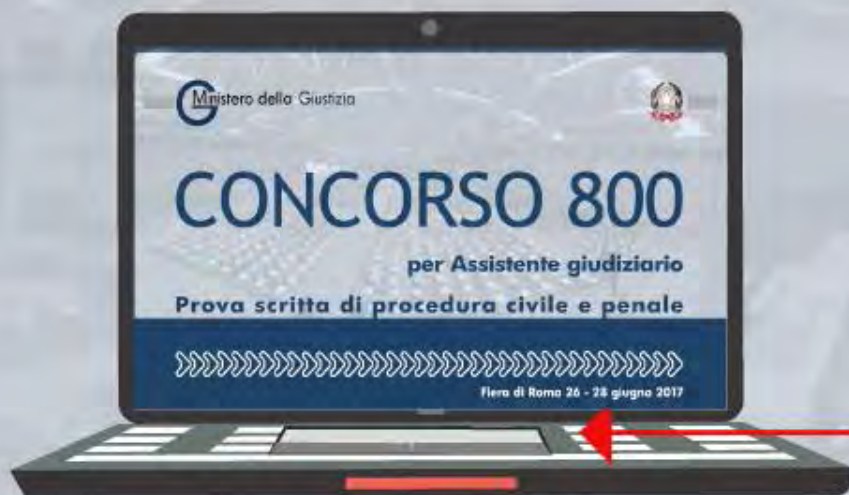 Ministero della Giustizia
CONCORSO 800
per Assistente giudiziario
Prova scritta di procedura civile e penale
Fiera di Roma 26 - 28 giugno 2017